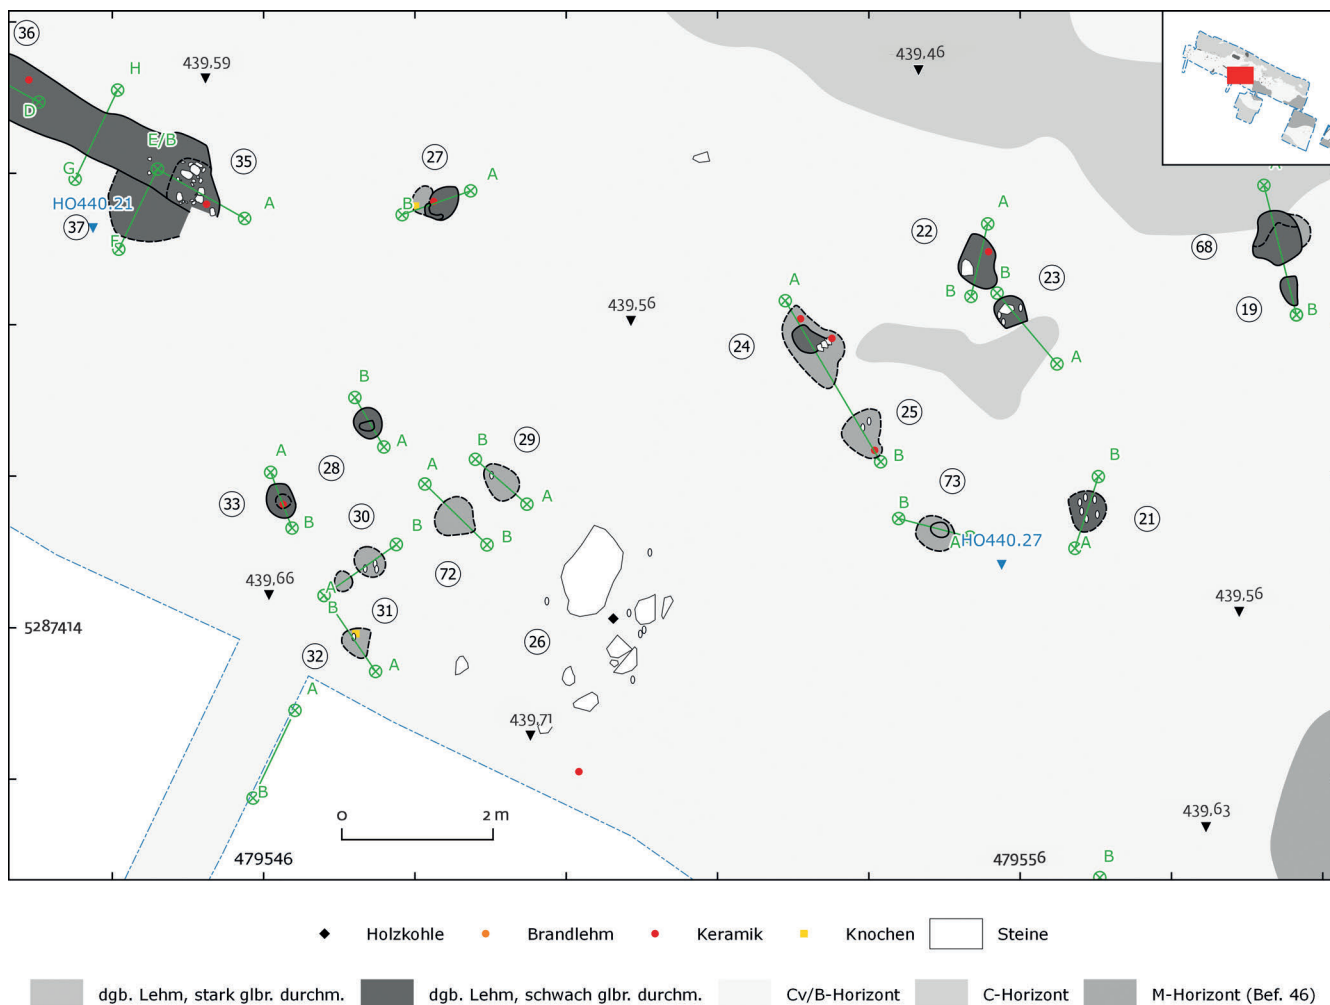 36
439,59
H
439,46
D
E/B
35
27
A
G
A
B
HO440.21
37
F
A
22
A
68
B
B
23
A
439,56
19
B
24
A
B
25
A
29
B
A
B
A
28
A
73
B
B
33
B
30
B
A
B
21
A
HO440.27
A
72
439,66
A
B
31
439,56
5287414
26
32
A
A
439,71
B
439,63
0 2 m
479546
479556
B
Holzkohle Brandlehm Keramik Knochen Steine
dgb. Lehm, stark glbr. durchm. dgb. Lehm, schwach glbr. durchm. Cv/B-Horizont C-Horizont M-Horizont (Bef. 46)